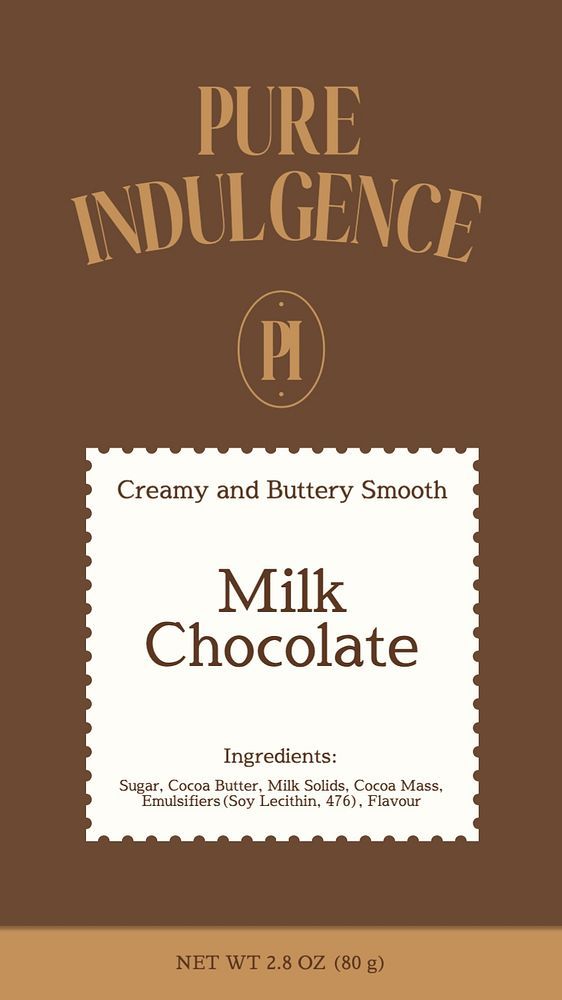 PURE
INDULGENCE
PI
Creamy and Buttery Smooth
Milk
Chocolate
Ingredients:
Sugar, Cocoa Butter, Milk Solids, Cocoa Mass,
Emulsifiers (Soy Lecithin, 476), Flavour
NET WT 2.8 OZ (80 g)